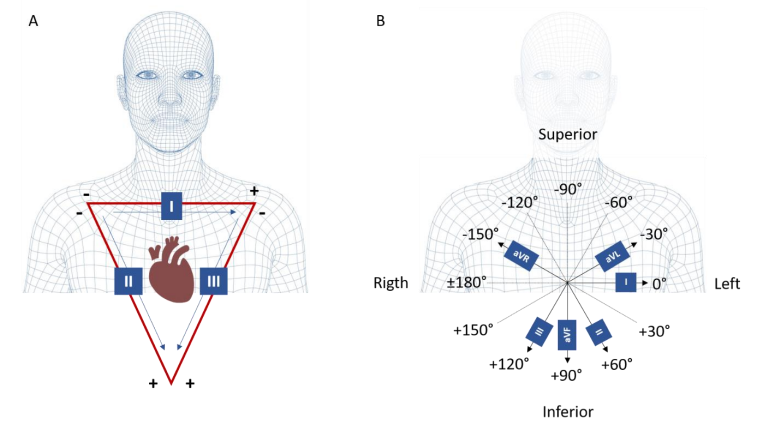 A
B
Superior
-90°
-120°
-60°
-
+
I
-
-
-150°
-30°
aVR
aVL
II
III
Rigth
±180°
I
0°
Left
+150°
+30°
III
aVF
II
+120°
+60°
+90°
+
+
Inferior